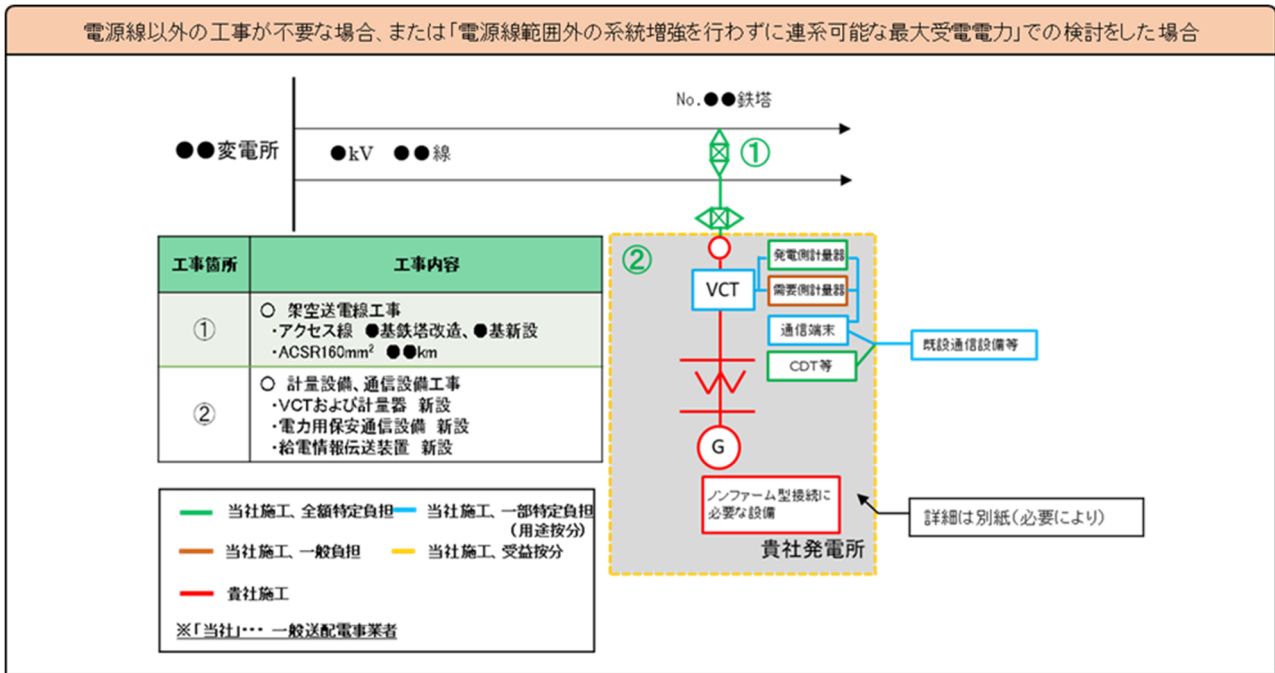 電源線以外の工事が不要な場合、または「電源線範囲外の系統増強を行わずに連系可能な最大受電電力」での検討をした場合
No.●●鉄塔
●●変電所
●kV ●●線
①
工事箇所
工事内容
①
○ 架空送電線工事
・アクセス線 ●基鉄塔改造、●基新設
・ACSR160mm² ●●km
②
○ 計量設備、通信設備工事
・VCTおよび計量器 新設
・電力用保安通信設備 新設
・給電情報伝送装置 新設
②
VCT
発電側計量器
需要側計量器
通信端末
CDT等
既設通信設備等
G
ノンファーム型接続に
必要な設備
貴社発電所
詳細は別紙(必要により)
当社施工、全額特定負担
当社施工、一部特定負担
(用途按分)
当社施工、一般負担
当社施工、受益按分
貴社施工
※「当社」・・・ 一般送配電事業者